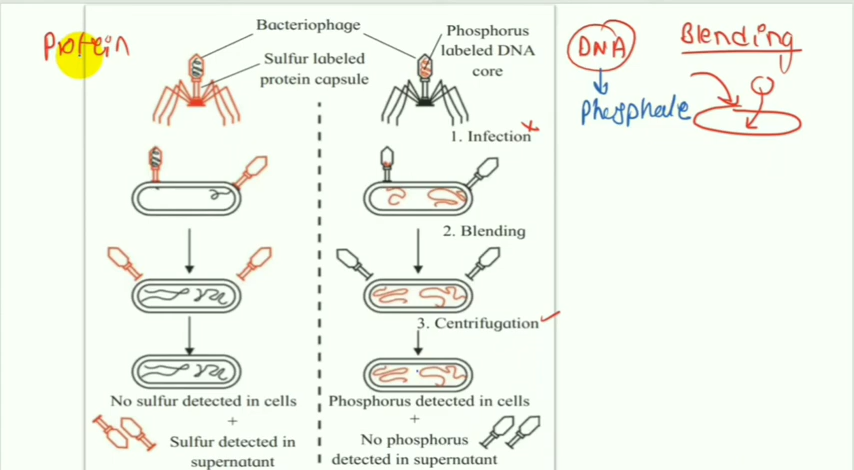 Protein
Bacteriophage
Sulfur labeled
protein capsule
Phosphorus
labeled DNA
core
DNA
Phosphate
Blending
1. Infection
2. Blending
3. Centrifugation
No sulfur detected in cells
+
Sulfur detected in
supernatant
Phosphorus detected in cells
+
No phosphorus
detected in supernatant